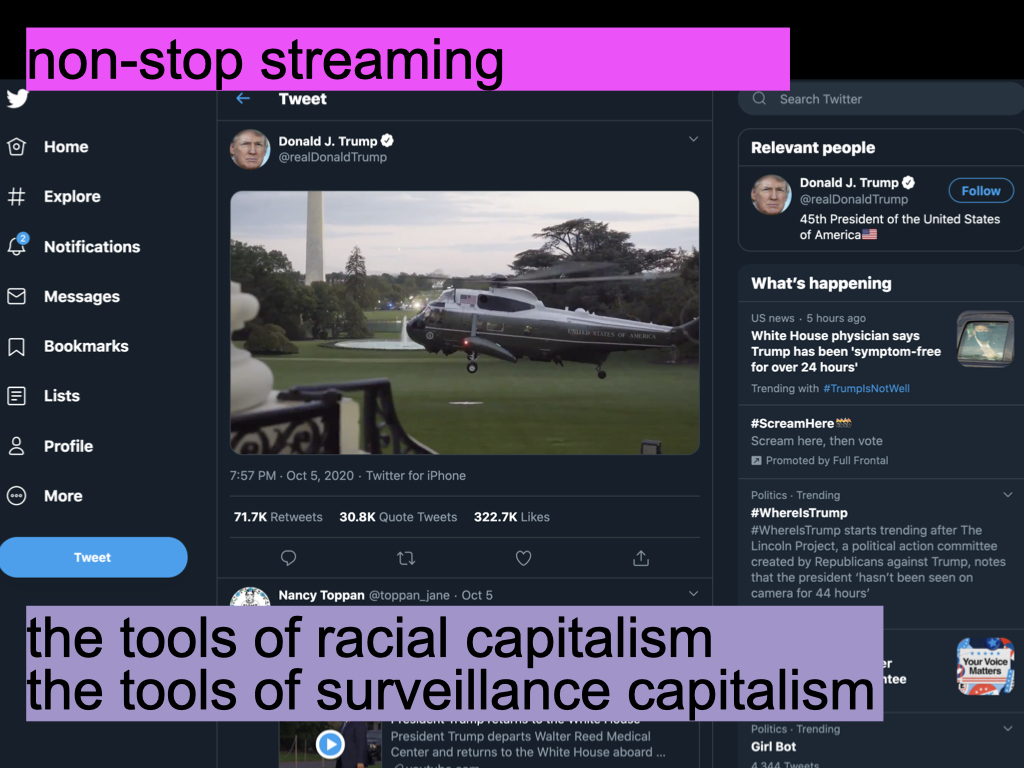 non-stop streaming
Home
Explore
2
Notifications
Messages
Bookmarks
Lists
Profile
More
Tweet
Tweet
Donald J. Trump
@realDonaldTrump
UNITED STATES OF AMERICA
7:57 PM · Oct 5, 2020 · Twitter for iPhone
71.7K Retweets 30.8K Quote Tweets 322.7K Likes
Nancy Toppan @toppan_jane · Oct 5
President Trump returns to the White House
President Trump departs Walter Reed Medical
Center and returns to the White House aboard ...
Search Twitter
Relevant people
Donald J. Trump
@realDonaldTrump
Follow
45th President of the United States
of America🇺🇸
What's happening
US news · 5 hours ago
White House physician says
Trump has been 'symptom-free
for over 24 hours'
Trending with #TrumpIsNotWell
#ScreamHere
Scream here, then vote
Promoted by Full Frontal
Politics · Trending
#WhereIsTrump
#WhereIsTrump starts trending after The
Lincoln Project, a political action committee
created by Republicans against Trump, notes
that the president 'hasn't been seen on
camera for 44 hours'
er
ntee
Your Voice
Matters
Politics · Trending
Girl Bot
4,344 Tweets
the tools of racial capitalism
the tools of surveillance capitalism